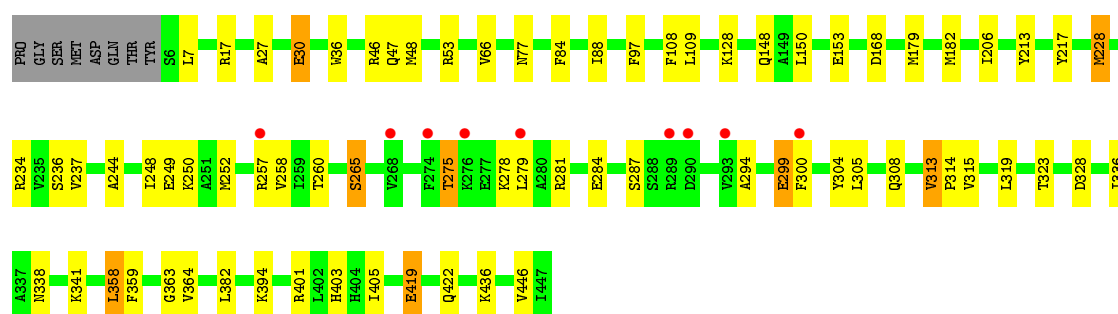 PRO GLY SER MET ASP GLN THR TYR S6 L7 R17 A27 E30 W36 R46 Q47 M48 R53 V66 N77 F84 I88 F97 F108 L109 K128 Q148 A149 L150 E153 D168 M179 M182 I206 Y213 Y217 M228
R234 V235 S236 V237 A244 I248 E249 K250 A251 M252 R257 V258 I259 T260 S265 V268 F274 T275 K276 E277 K278 L279 A280 R281 E284 S287 S288 R289 D290 V293 A294 E299 F300 Y304 L305 Q308 V313 P314 V315 L319 T323 D328 I336
A337 N338 K341 L358 F359 G363 V364 L382 K394 R401 L402 H403 H404 I405 E419 Q422 K436 V446 I447